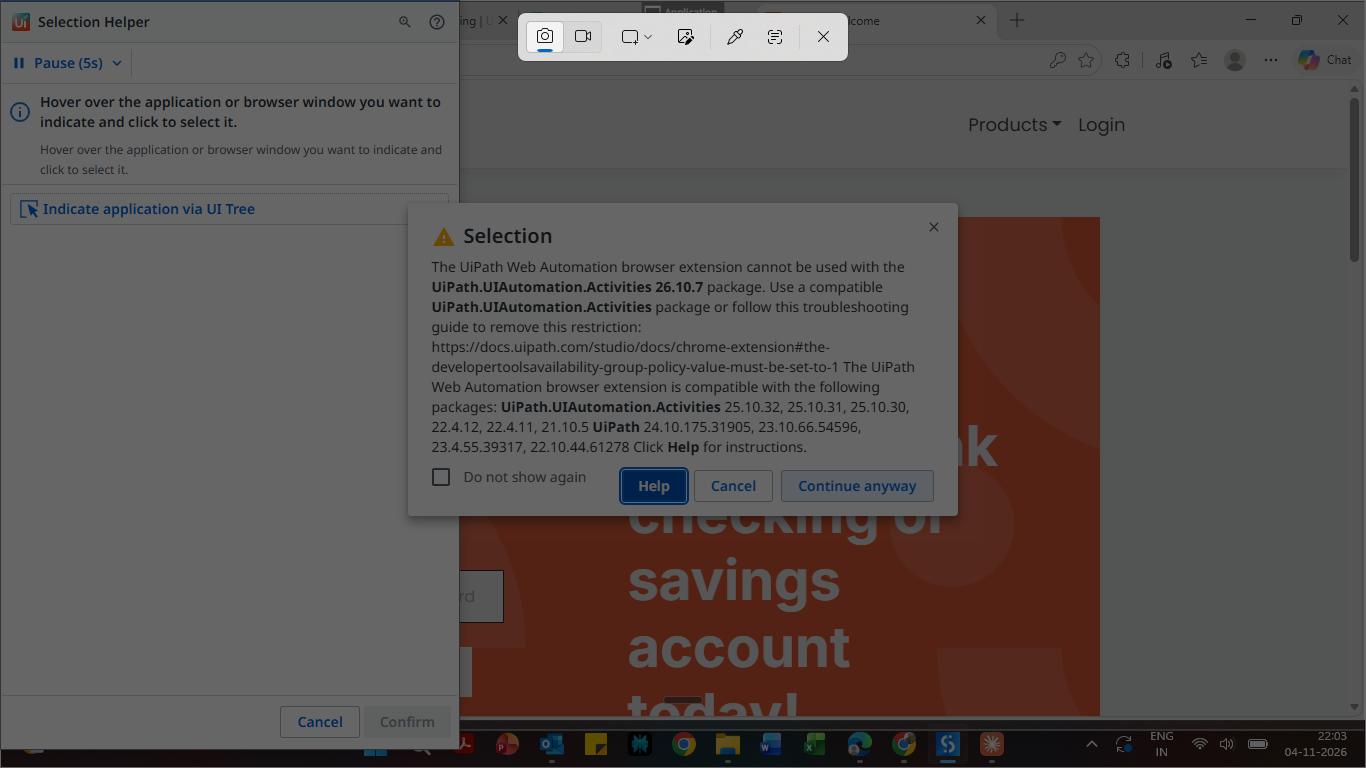 Selection Helper
ing | U
Application
elcome
Chat
Pause (5s)
Hover over the application or browser window you want to
indicate and click to select it.
Hover over the application or browser window you want to indicate and
click to select it.
Products
Login
Indicate application via UI Tree
Selection
The UiPath Web Automation browser extension cannot be used with the
UiPath.UIAutomation.Activities 26.10.7 package. Use a compatible
UiPath.UIAutomation.Activities package or follow this troubleshooting
guide to remove this restriction:
https://docs.uipath.com/studio/docs/chrome-extension#the-
developertoolsavailability-group-policy-value-must-be-set-to-1 The UiPath
Web Automation browser extension is compatible with the following
packages: UiPath.UIAutomation.Activities 25.10.32, 25.10.31, 25.10.30,
22.4.12, 22.4.11, 21.10.5 UiPath 24.10.175.31905, 23.10.66.54596,
23.4.55.39317, 22.10.44.61278 Click Help for instructions.
Do not show again
Help
Cancel
Continue anyway
nk
checking or
savings
account
today!
rd
Cancel
Confirm
ENG
IN
22:03
04-11-2026